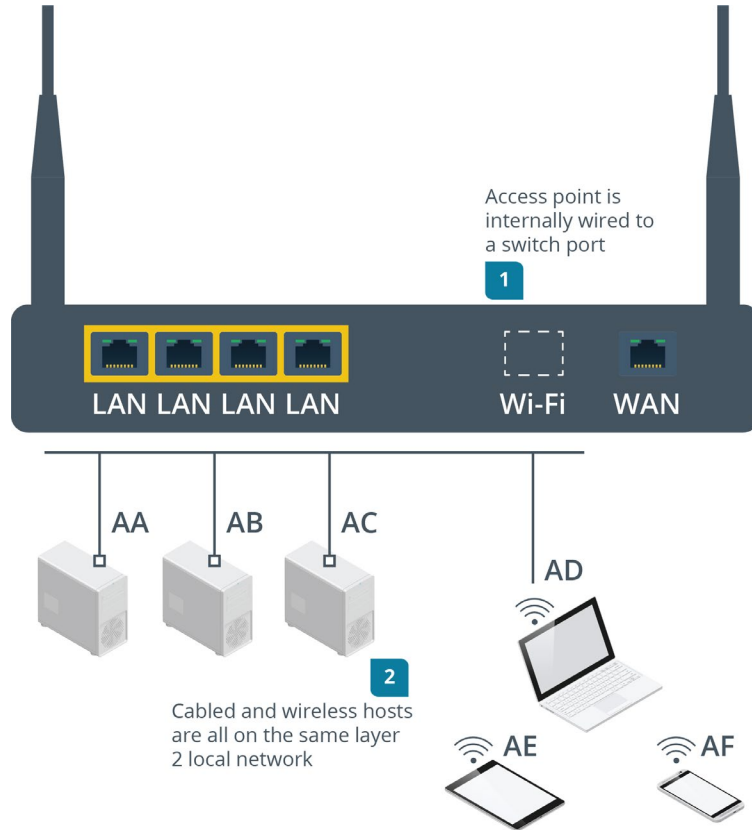 Access point is
internally wired to
a switch port
1
LAN LAN LAN LAN Wi-Fi WAN
AA AB AC
AD
2
Cabled and wireless hosts
are all on the same layer
2 local network
AE AF